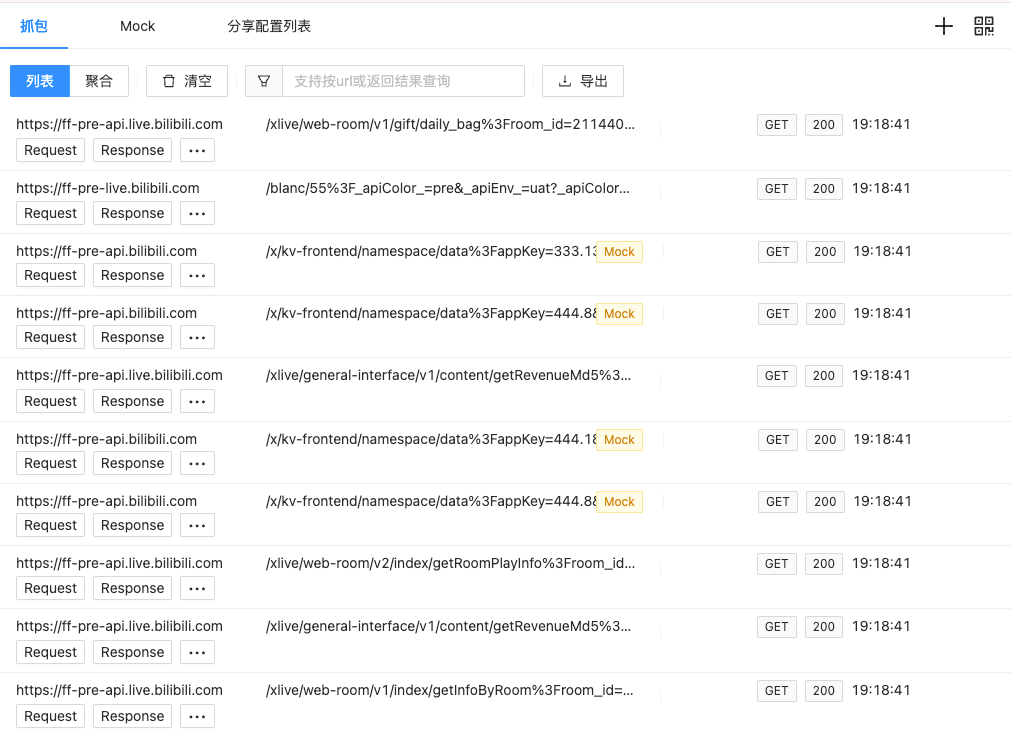 抓包 Mock 分享配置列表
列表 聚合 清空 支持按url或返回结果查询 导出
https://ff-pre-api.live.bilibili.com /xlive/web-room/v1/gift/daily_bag%3Froom_id=211440... GET 200 19:18:41
Request Response ...
https://ff-pre-live.bilibili.com /blanc/55%3F_apiColor_=pre&_apiEnv_=uat?_apiColor... GET 200 19:18:41
Request Response ...
https://ff-pre-api.bilibili.com /x/kv-frontend/namespace/data%3FappKey=333.13 Mock GET 200 19:18:41
Request Response ...
https://ff-pre-api.bilibili.com /x/kv-frontend/namespace/data%3FappKey=444.8& Mock GET 200 19:18:41
Request Response ...
https://ff-pre-api.live.bilibili.com /xlive/general-interface/v1/content/getRevenueMd5%3... GET 200 19:18:41
Request Response ...
https://ff-pre-api.bilibili.com /x/kv-frontend/namespace/data%3FappKey=444.18 Mock GET 200 19:18:41
Request Response ...
https://ff-pre-api.bilibili.com /x/kv-frontend/namespace/data%3FappKey=444.8& Mock GET 200 19:18:41
Request Response ...
https://ff-pre-api.live.bilibili.com /xlive/web-room/v2/index/getRoomPlayInfo%3Froom_id... GET 200 19:18:41
Request Response ...
https://ff-pre-api.live.bilibili.com /xlive/general-interface/v1/content/getRevenueMd5%3... GET 200 19:18:41
Request Response ...
https://ff-pre-api.live.bilibili.com /xlive/web-room/v1/index/getInfoByRoom%3Froom_id=... GET 200 19:18:41
Request Response ...